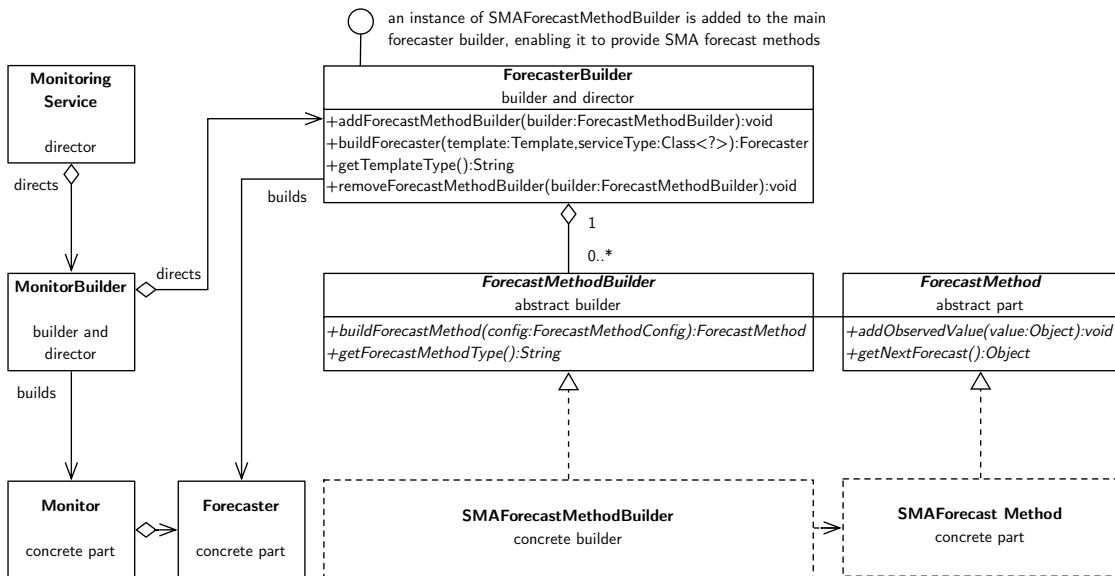 an instance of SMAForecastMethodBuilder is added to the main
forecaster builder, enabling it to provide SMA forecast methods
Monitoring
Service
director
ForecasterBuilder
builder and director
+addForecastMethodBuilder(builder:ForecastMethodBuilder):void
+buildForecaster(template:Template,serviceType:Class<?>):Forecaster
+getTemplateType():String
+removeForecastMethodBuilder(builder:ForecastMethodBuilder):void
directs
builds
1
0..*
directs
MonitorBuilder
builder and
director
ForecastMethodBuilder
abstract builder
+buildForecastMethod(config:ForecastMethodConfig):ForecastMethod
+getForecastMethodType():String
ForecastMethod
abstract part
+addObservedValue(value:Object):void
+getNextForecast():Object
builds
Monitor
concrete part
Forecaster
concrete part
SMAForecastMethodBuilder
concrete builder
SMAForecast Method
concrete part